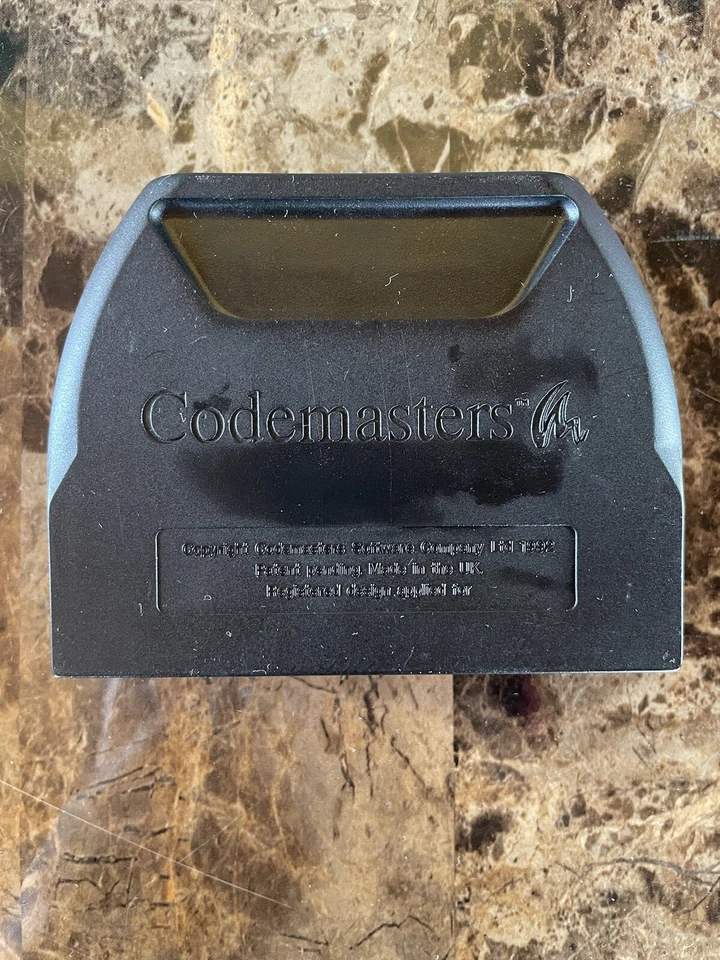 Codemasters™
Copyright Codemasters Software Company Ltd 1992
Patent pending. Made in the UK.
Registered design applied for